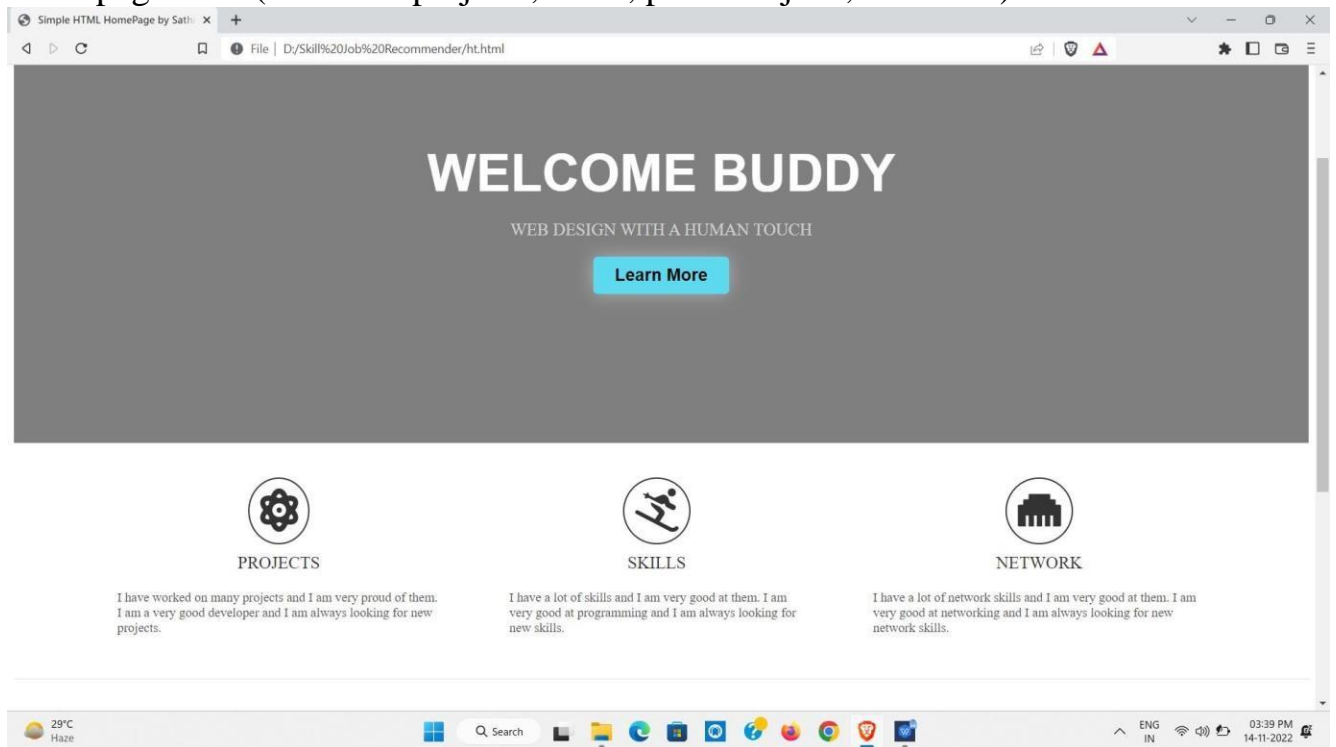 Simple HTML HomePage by Sath
File | D:/Skill%20Job%20Recommender/ht.html
WELCOME BUDDY
WEB DESIGN WITH A HUMAN TOUCH
Learn More
PROJECTS
I have worked on many projects and I am very proud of them.
I am a very good developer and I am always looking for new
projects.
SKILLS
I have a lot of skills and I am very good at them. I am
very good at programming and I am always looking for
new skills.
NETWORK
I have a lot of network skills and I am very good at them. I am
very good at networking and I am always looking for new
network skills.
29°C
Haze
Search
ENG
IN
03:39 PM
14-11-2022